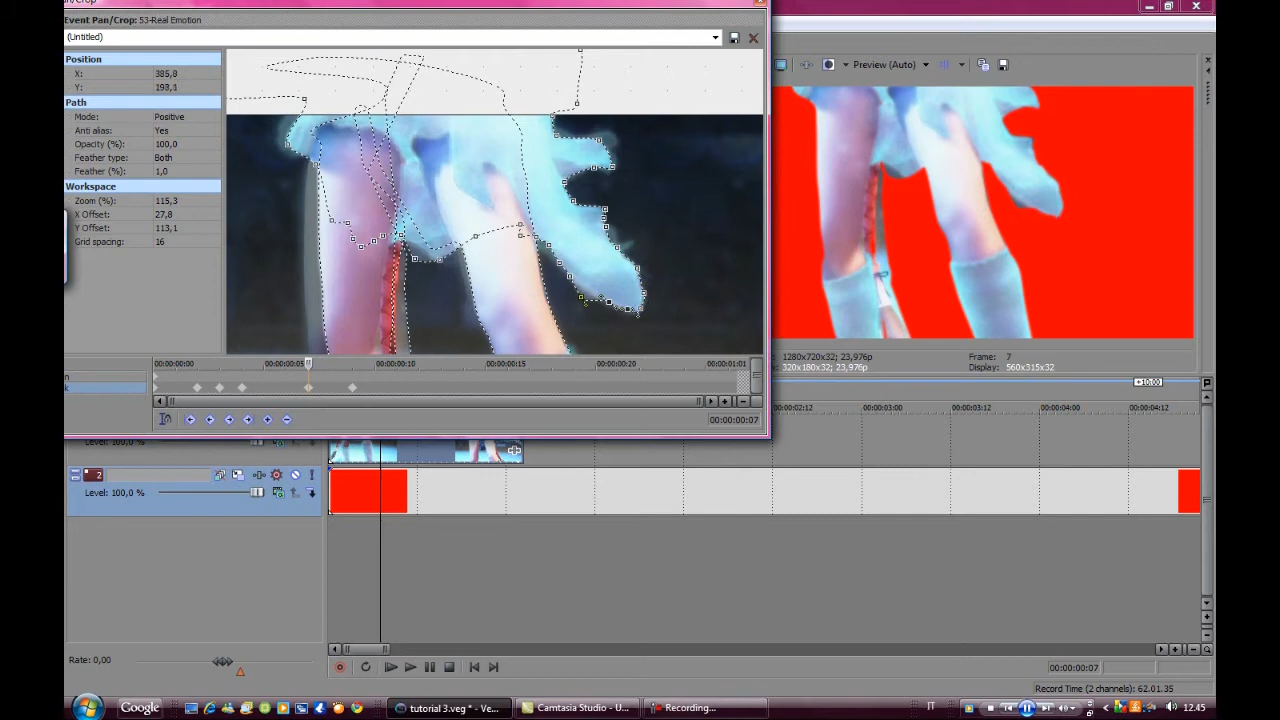 Event Pan/Crop: 53-Real Emotion
(Untitled)
Position
X: 385,8
Y: 193,1
Path
Mode: Positive
Anti alias: Yes
Opacity (%): 100,0
Feather type: Both
Feather (%): 1,0
Workspace
Zoom (%): 115,3
X Offset: 27,8
Y Offset: 113,1
Grid spacing: 16
Preview (Auto)
1280x720x32; 23,976p Frame: 7
320x180x32; 23,976p Display: 560x315x32
00:00:00:00 00:00:00:05 00:00:00:10 00:00:00:15 00:00:00:20 00:00:01:01
+10:00
00:00:02:12 00:00:03:00 00:00:03:12 00:00:04:00 00:00:04:12
00:00:00:07
Level: 100,0 %
2
Level: 100,0 %
Rate: 0,00
00:00:00:07
Record Time (2 channels): 62.01.35
Google
tutorial 3.veg * - Ve...
Camtasia Studio - U...
Recording...
IT
12.45